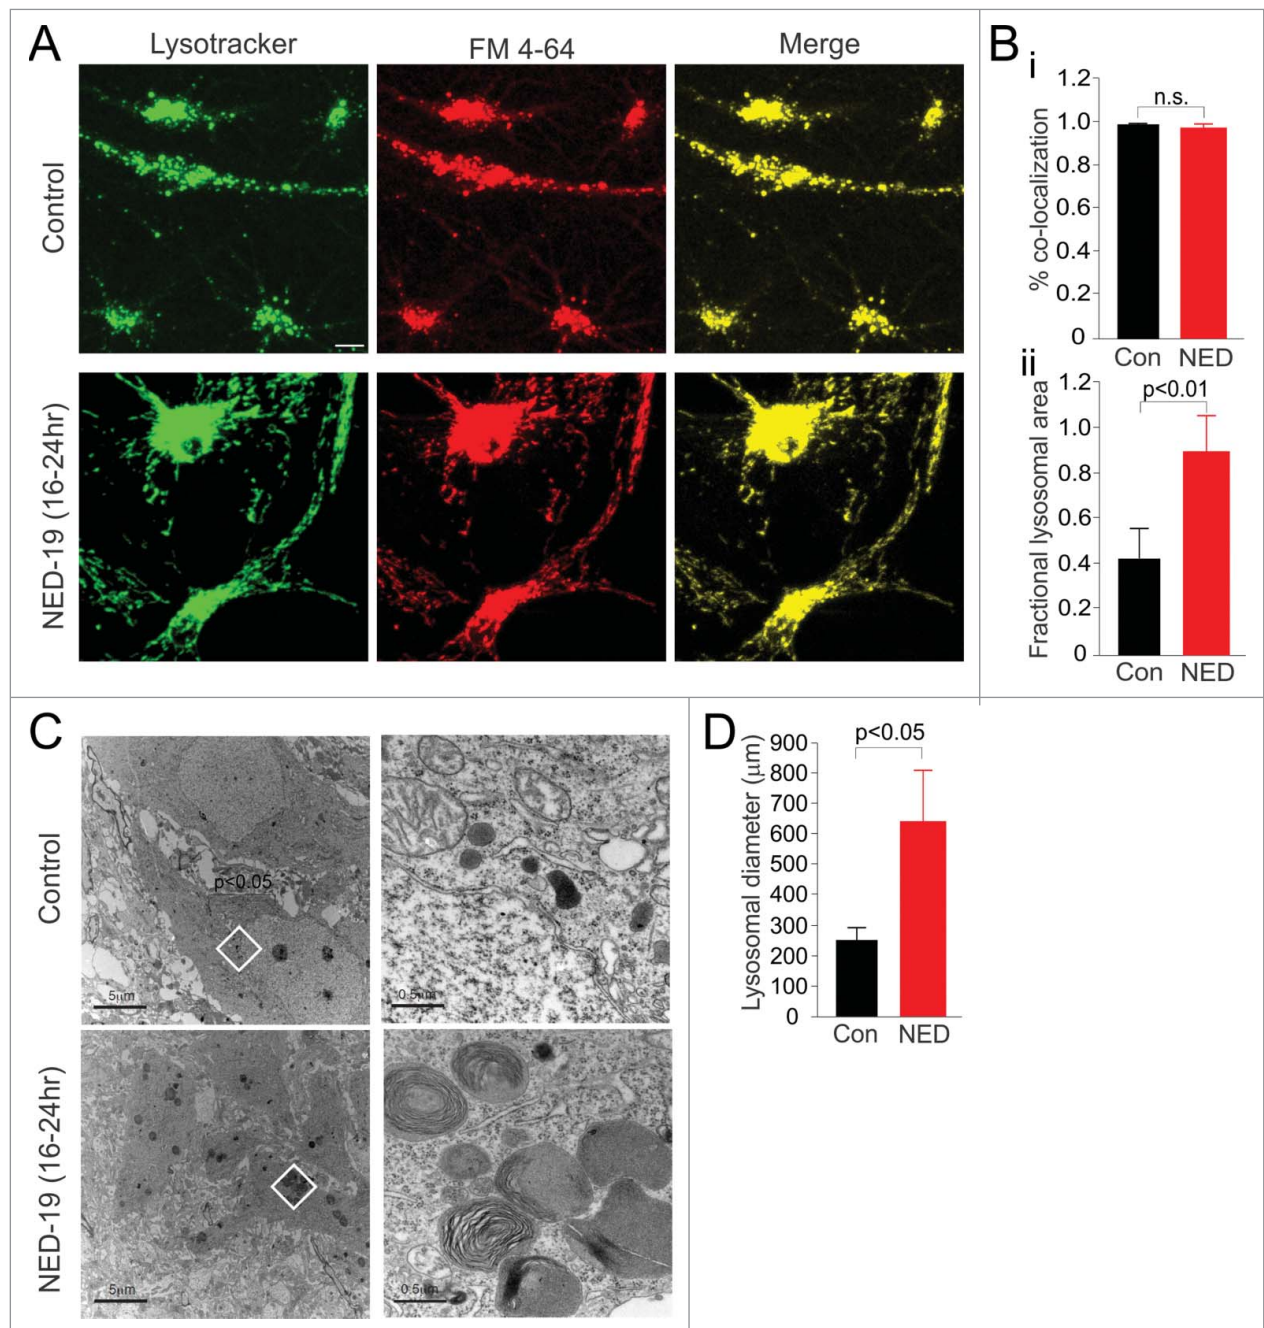 A
Lysotracker
FM 4-64
Merge
Control
NED-19 (16-24hr)
B
i
% co-localization
1.2
1.0
0.8
0.6
0.4
0.2
0
n.s.
Con
NED
ii
Fractional lysosomal area
1.2
1.0
0.8
0.6
0.4
0.2
0
p<0.01
Con
NED
C
Control
p<0.05
5μm
0.5μm
NED-19 (16-24hr)
5μm
0.5μm
D
Lysosomal diameter (μm)
900
800
700
600
500
400
300
200
100
0
p<0.05
Con
NED